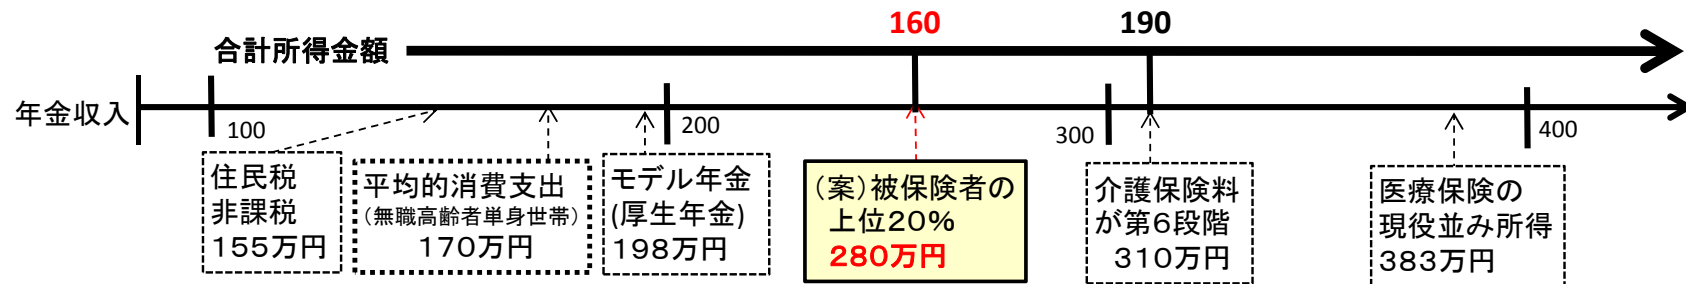 160
190
合計所得金額
年金収入
100
200
300
400
住民税
非課税
155万円
平均的消費支出
(無職高齢者単身世帯)
170万円
モデル年金
(厚生年金)
198万円
(案)被保険者の
上位20%
280万円
介護保険料
が第6段階
310万円
医療保険の
現役並み所得
383万円